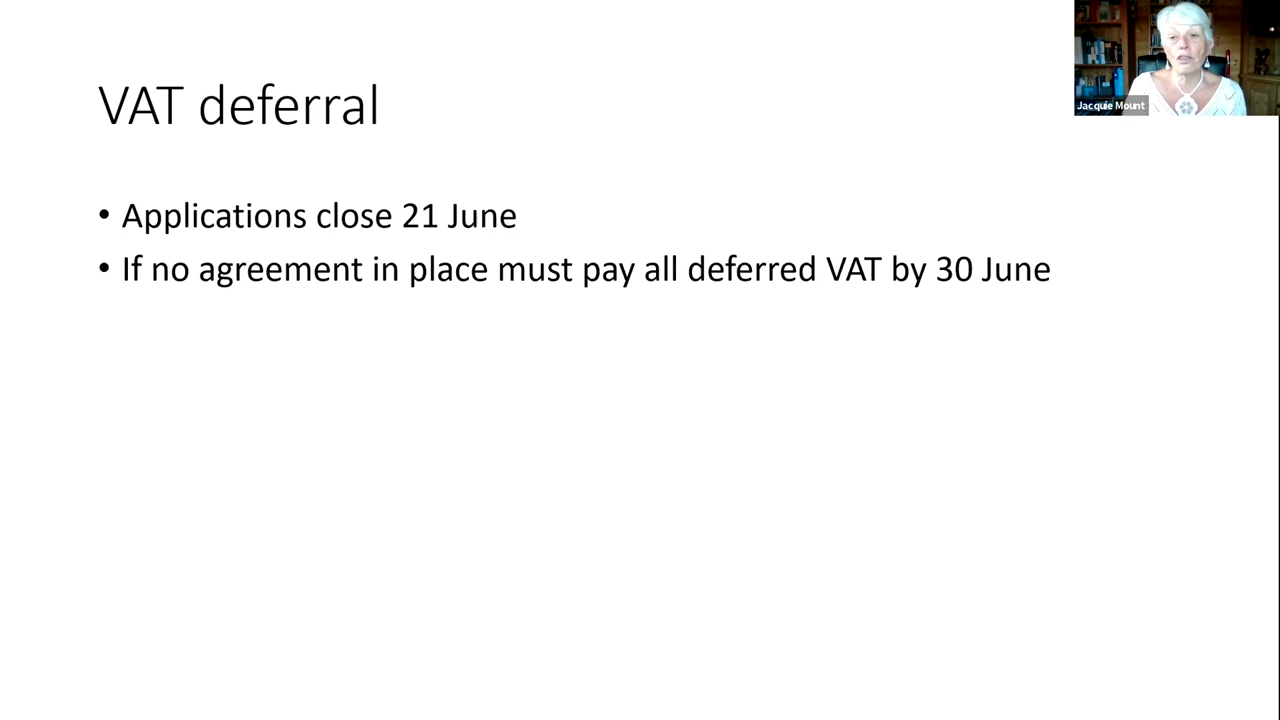 VAT deferral
• Applications close 21 June
• If no agreement in place must pay all deferred VAT by 30 June
Jacquie Mount